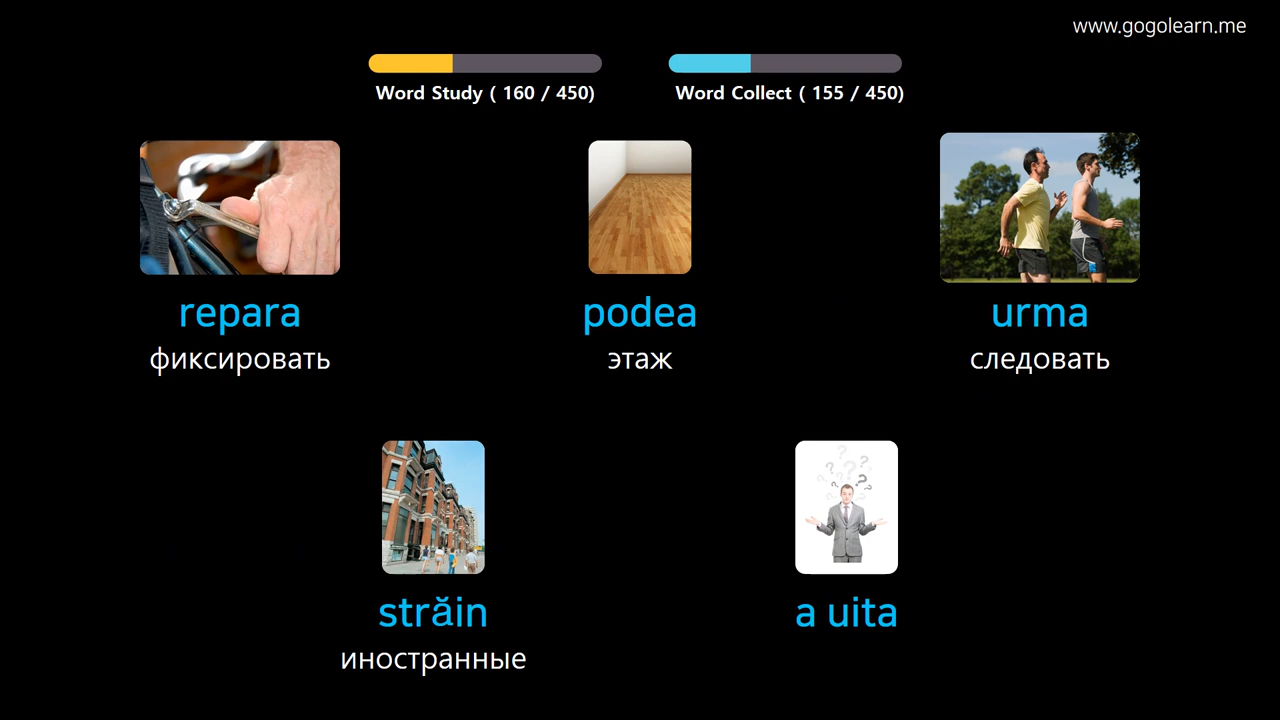 www.gogolearn.me
Word Study ( 160 / 450)
Word Collect ( 155 / 450)
repara
фиксировать
podea
этаж
urma
следовать
străin
иностранные
a uita